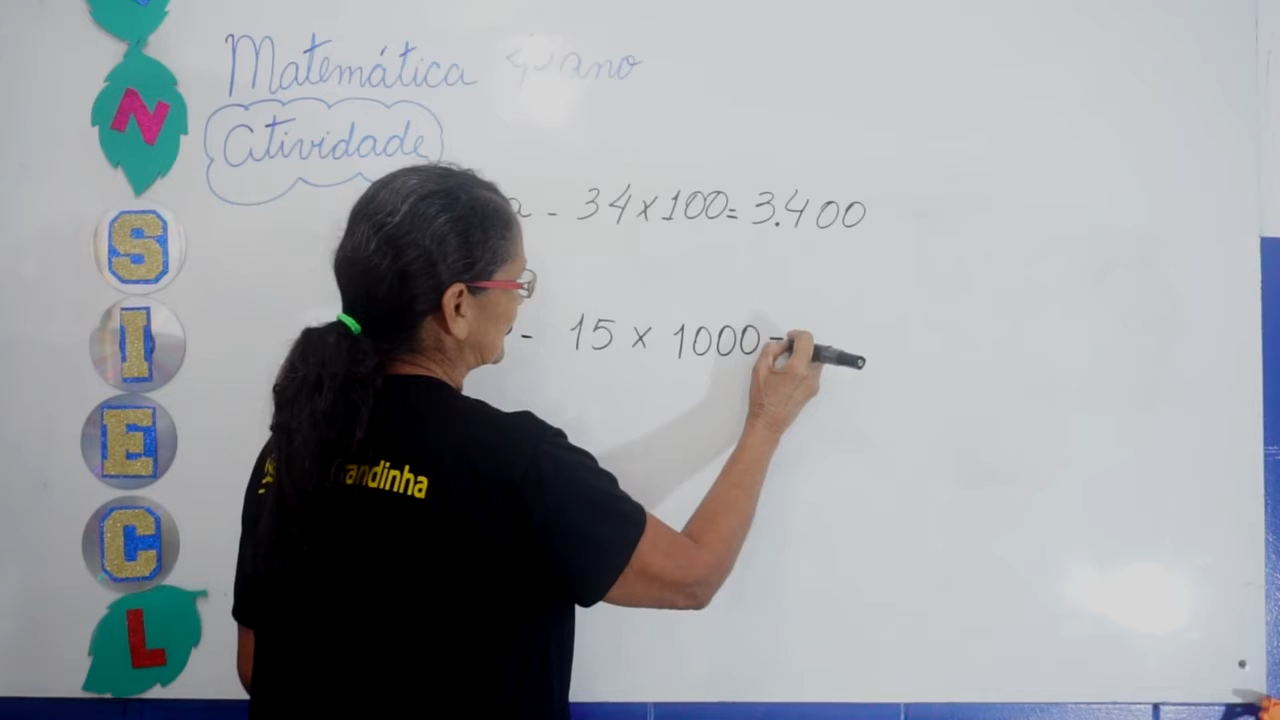 Matemática 4º ano
Atividade
a - 34 x 100 = 3.400
- 15 x 1000 =
N
S
I
E
C
L
andinha